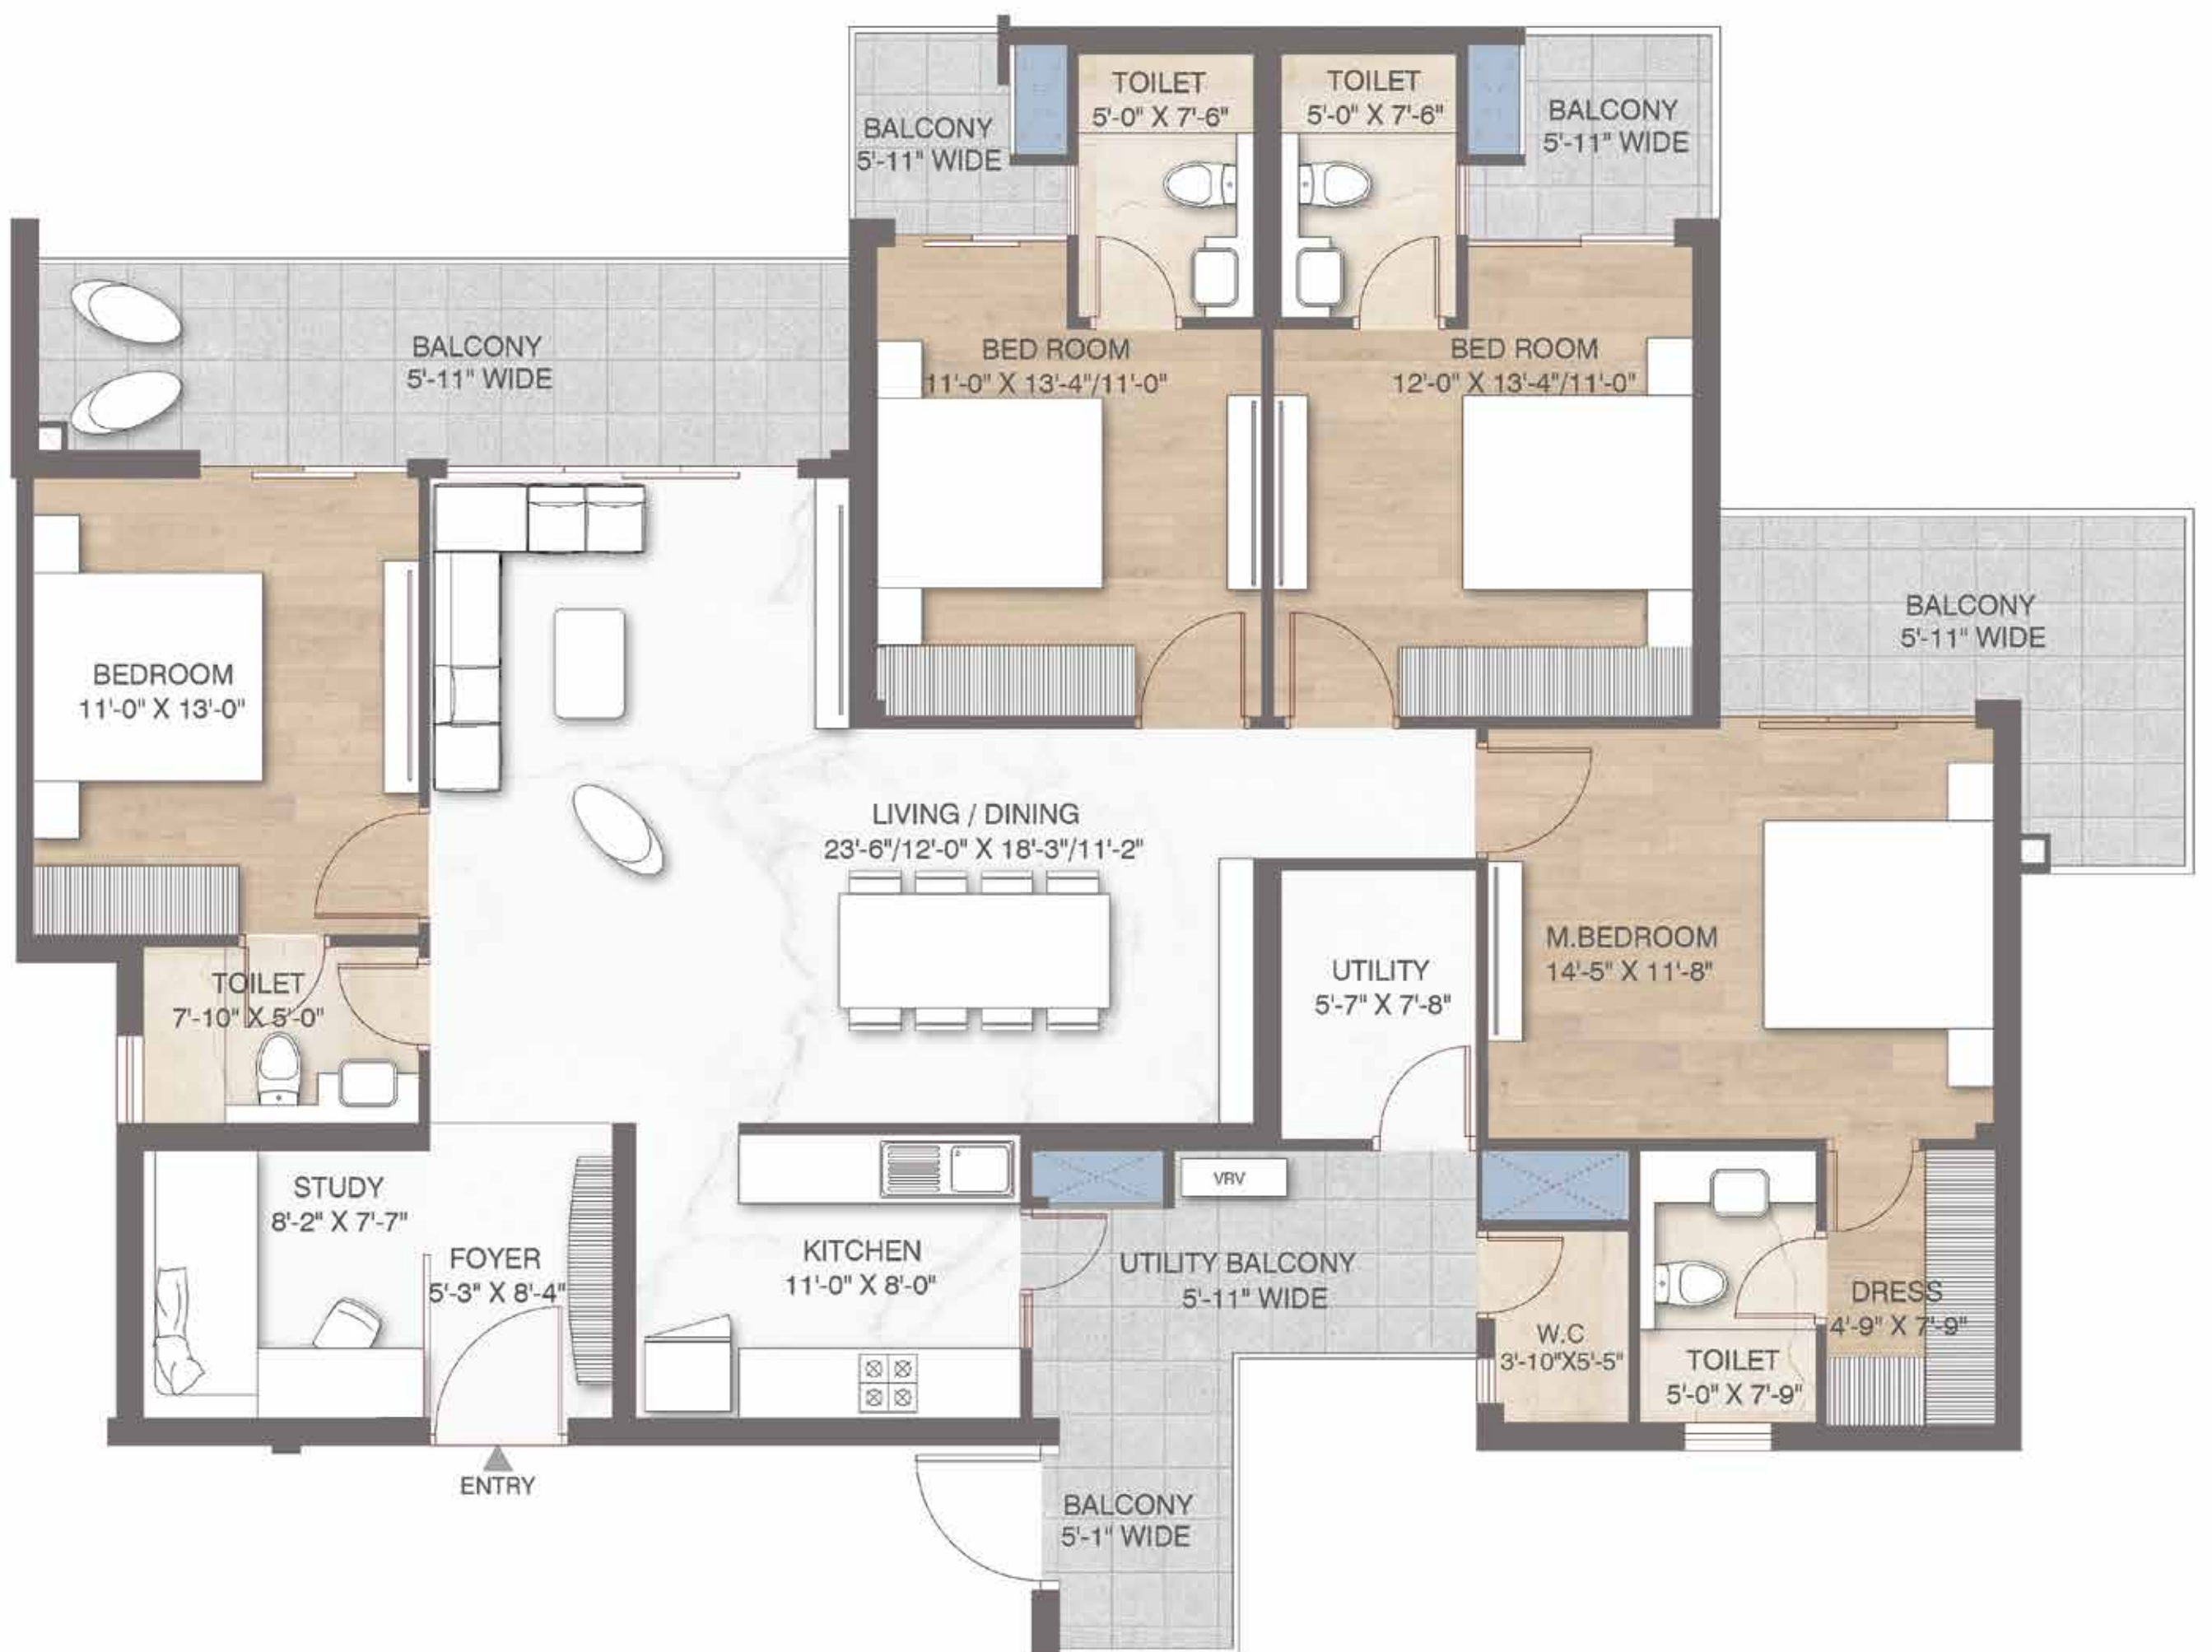 TOILET
5'-0" X 7'-6"
TOILET
5'-0" X 7'-6"
BALCONY
5'-11" WIDE
BALCONY
5'-11" WIDE
BALCONY
5'-11" WIDE
BED ROOM
11'-0" X 13'-4"/11'-0"
BED ROOM
12'-0" X 13'-4"/11'-0"
BALCONY
5'-11" WIDE
BEDROOM
11'-0" X 13'-0"
LIVING / DINING
23'-6"/12'-0" X 18'-3"/11'-2"
M.BEDROOM
14'-5" X 11'-8"
UTILITY
5'-7" X 7'-8"
TOILET
7'-10" X 5'-0"
STUDY
8'-2" X 7'-7"
VRV
FOYER
5'-3" X 8'-4"
KITCHEN
11'-0" X 8'-0"
UTILITY BALCONY
5'-11" WIDE
DRESS
4'-9" X 7'-9"
W.C
3'-10"X5'-5"
TOILET
5'-0" X 7'-9"
ENTRY
BALCONY
5'-1" WIDE